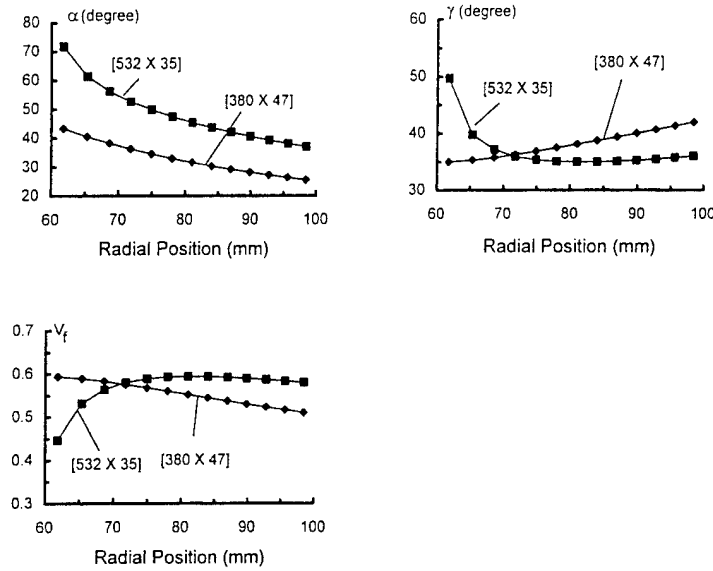 α (degree)
80
70
60
50
40
30
20
[532 X 35]
[380 X 47]
60 70 80 90 100
Radial Position (mm)
γ (degree)
60
50
40
30
[532 X 35]
[380 X 47]
60 70 80 90 100
Radial Position (mm)
V_f
0.7
0.6
0.5
0.4
0.3
[532 X 35]
[380 X 47]
60 70 80 90 100
Radial Position (mm)